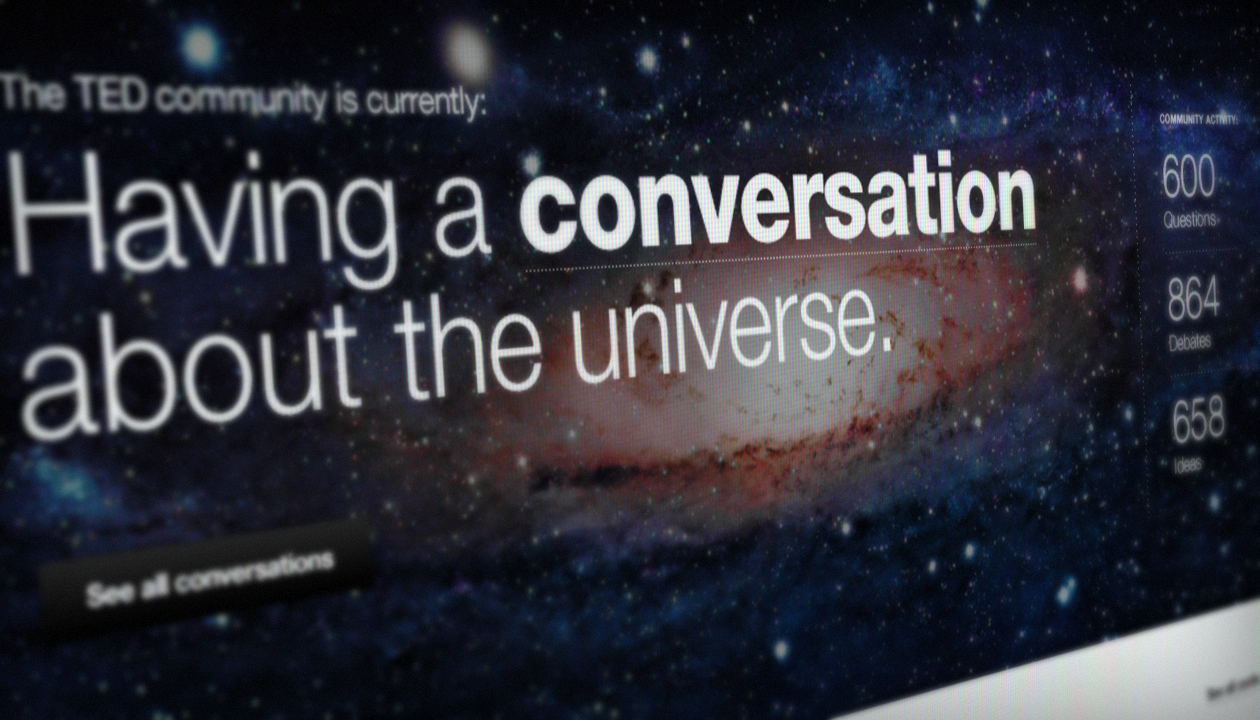 The TED community is currently:
Having a conversation
about the universe.
See all conversations
COMMUNITY ACTIVITY:
600
Questions
864
Debates
658
Ideas